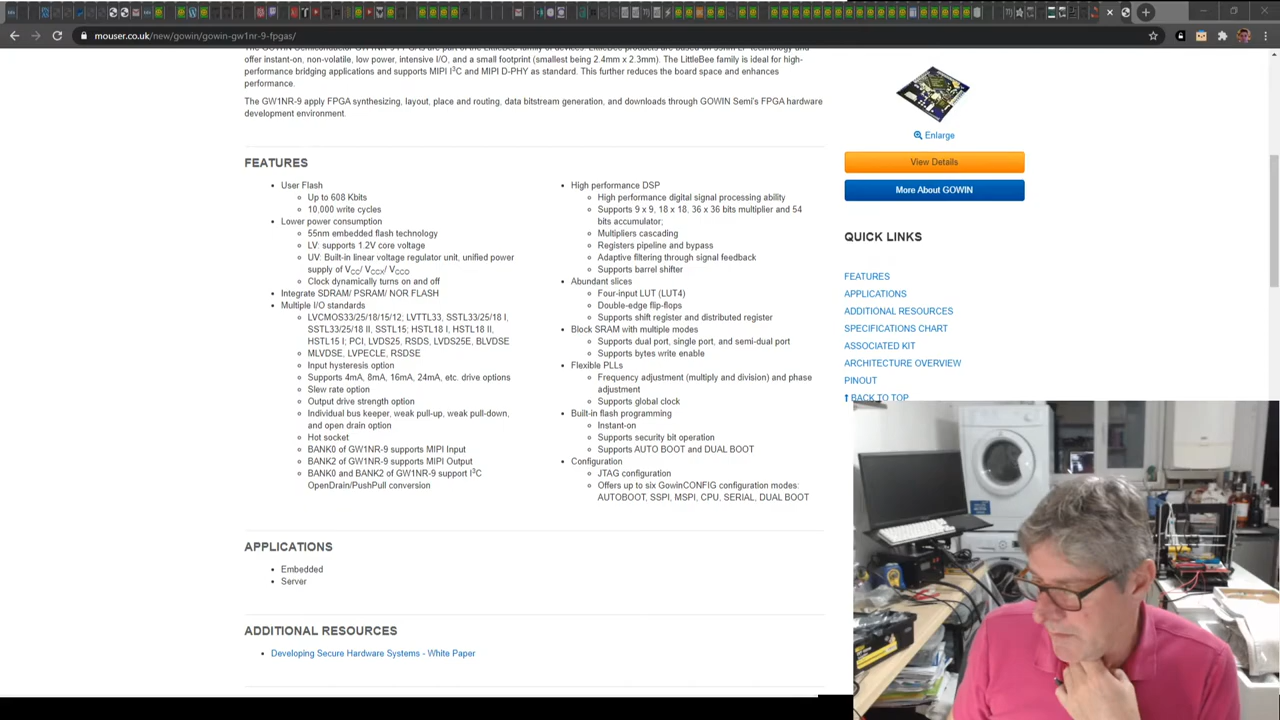 mouser.co.uk/new/gowin/gowin-gw1nr-9-fpgas/
offer instant-on, non-volatile, low power, intensive I/O, and a small footprint (smallest being 2.4mm x 2.3mm). The LittleBee family is ideal for high-
performance bridging applications and supports MIPI I³C and MIPI D-PHY as standard. This further reduces the board space and enhances
performance.
The GW1NR-9 apply FPGA synthesizing, layout, place and routing, data bitstream generation, and downloads through GOWIN Semi's FPGA hardware
development environment.
Enlarge
View Details
More About GOWIN
FEATURES
User Flash
Up to 608 Kbits
10,000 write cycles
Lower power consumption
55nm embedded flash technology
LV: supports 1.2V core voltage
UV: Built-in linear voltage regulator unit, unified power
supply of VCC/ VCCX/ VCCO
Clock dynamically turns on and off
Integrate SDRAM/ PSRAM/ NOR FLASH
Multiple I/O standards
LVCMOS33/25/18/15/12; LVTTL33, SSTL33/25/18 I,
SSTL33/25/18 II, SSTL15; HSTL18 I, HSTL18 II,
HSTL15 I; PCI, LVDS25, RSDS, LVDS25E, BLVDSE
MLVDSE, LVPECLE, RSDSE
Input hysteresis option
Supports 4mA, 8mA, 16mA, 24mA, etc. drive options
Slew rate option
Output drive strength option
Individual bus keeper, weak pull-up, weak pull-down,
and open drain option
Hot socket
BANK0 of GW1NR-9 supports MIPI Input
BANK2 of GW1NR-9 supports MIPI Output
BANK0 and BANK2 of GW1NR-9 support I³C
OpenDrain/PushPull conversion
High performance DSP
High performance digital signal processing ability
Supports 9 x 9, 18 x 18. 36 x 36 bits multiplier and 54
bits accumulator;
Multipliers cascading
Registers pipeline and bypass
Adaptive filtering through signal feedback
Supports barrel shifter
Abundant slices
Four-input LUT (LUT4)
Double-edge flip-flops
Supports shift register and distributed register
Block SRAM with multiple modes
Supports dual port, single port, and semi-dual port
Supports bytes write enable
Flexible PLLs
Frequency adjustment (multiply and division) and phase
adjustment
Supports global clock
Built-in flash programming
Instant-on
Supports security bit operation
Supports AUTO BOOT and DUAL BOOT
Configuration
JTAG configuration
Offers up to six GowinCONFIG configuration modes:
AUTOBOOT, SSPI, MSPI, CPU, SERIAL, DUAL BOOT
QUICK LINKS
FEATURES
APPLICATIONS
ADDITIONAL RESOURCES
SPECIFICATIONS CHART
ASSOCIATED KIT
ARCHITECTURE OVERVIEW
PINOUT
BACK TO TOP
APPLICATIONS
Embedded
Server
ADDITIONAL RESOURCES
Developing Secure Hardware Systems - White Paper